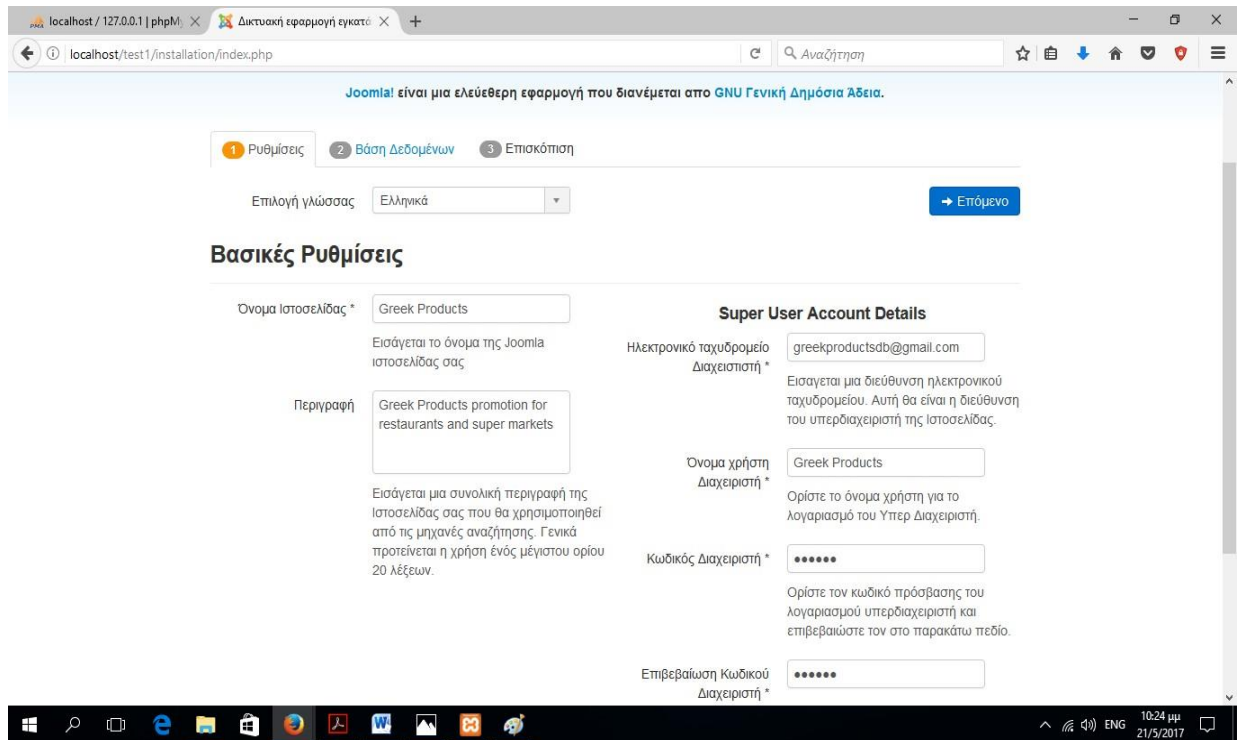 localhost / 127.0.0.1 | phpM
Δικτυακή εφαρμογή εγκατά
localhost/test1/installation/index.php
Αναζήτηση
Joomla! είναι μια ελεύθερη εφαρμογή που διανέμεται απο GNU Γενική Δημόσια Άδεια.
1 Ρυθμίσεις
2 Βάση Δεδομένων
3 Επισκόπιση
Επιλογή γλώσσας
Ελληνικά
Επόμενο
Βασικές Ρυθμίσεις
Όνομα Ιστοσελίδας *
Greek Products
Εισάγεται το όνομα της Joomla
ιστοσελίδας σας
Περιγραφή
Greek Products promotion for
restaurants and super markets
Εισάγεται μια συνολική περιγραφή της
Ιστοσελίδας σας που θα χρησιμοποιηθεί
από τις μηχανές αναζήτησης. Γενικά
προτείνεται η χρήση ένός μέγιστου ορίου
20 λέξεων.
Super User Account Details
Ηλεκτρονικό ταχυδρομείο
Διαχειστιστή *
greekproductsdb@gmail.com
Εισαγεται μια διεύθυνση ηλεκτρονικού
ταχυδρομείου. Αυτή θα είναι η διεύθυνση
του υπερδιαχειριστή της Ιστοσελίδας.
Όνομα χρήστη
Διαχειριστή *
Greek Products
Ορίστε το όνομα χρήστη για το
λογαριασμό του Υπερ Διαχειριστή.
Κωδικός Διαχειριστή *
••••••
Ορίστε τον κωδικό πρόσβασης του
λογαριασμού υπερδιαχειριστή και
επιβεβαιώστε τον στο παρακάτω πεδίο.
Επιβεβαίωση Κωδικού
Διαχειριστή *
••••••
ENG
10:24 μμ
21/5/2017